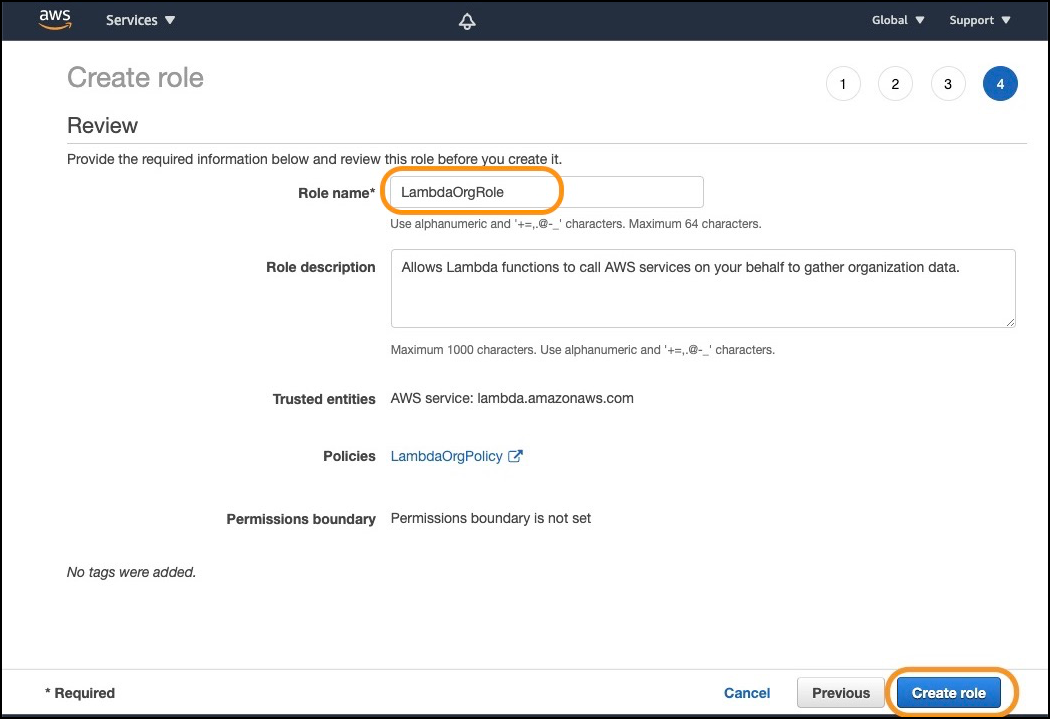 aws Services Global Support
Create role
1 2 3 4
Review
Provide the required information below and review this role before you create it.
Role name* LambdaOrgRole
Use alphanumeric and '+=,.@-_' characters. Maximum 64 characters.
Role description Allows Lambda functions to call AWS services on your behalf to gather organization data.
Maximum 1000 characters. Use alphanumeric and '+=,.@-_' characters.
Trusted entities AWS service: lambda.amazonaws.com
Policies LambdaOrgPolicy
Permissions boundary Permissions boundary is not set
No tags were added.
* Required Cancel Previous Create role